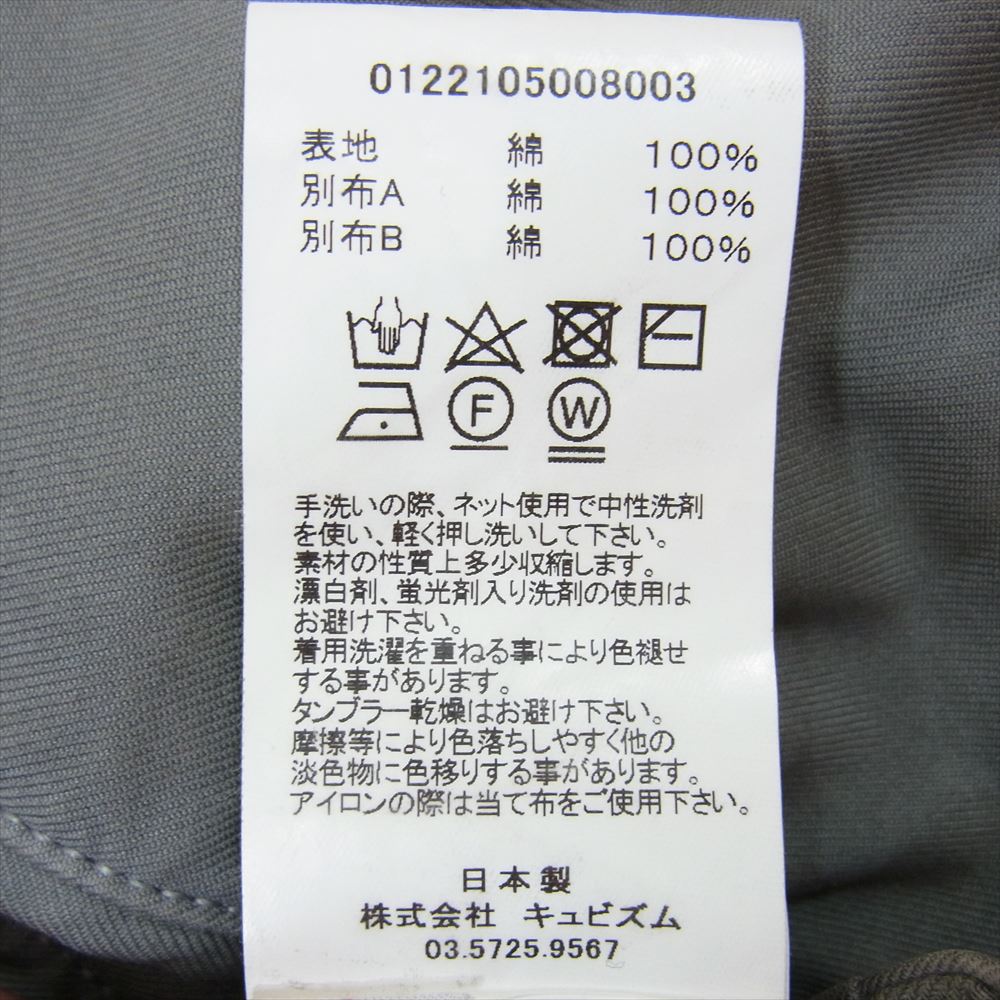 0122105008003
表地 綿 100%
別布A 綿 100%
別布B 綿 100%
F W
手洗いの際、ネット使用で中性洗剤
を使い、軽く押し洗いして下さい。
素材の性質上多少収縮します。
漂白剤、蛍光剤入り洗剤の使用は
お避け下さい。
着用洗濯を重ねる事により色褪せ
する事があります。
タンブラー乾燥はお避け下さい。
摩擦等により色落ちしやすく他の
淡色物に色移りする事があります。
アイロンの際は当て布をご使用下さい。
日本製
株式会社 キュビズム
03.5725.9567